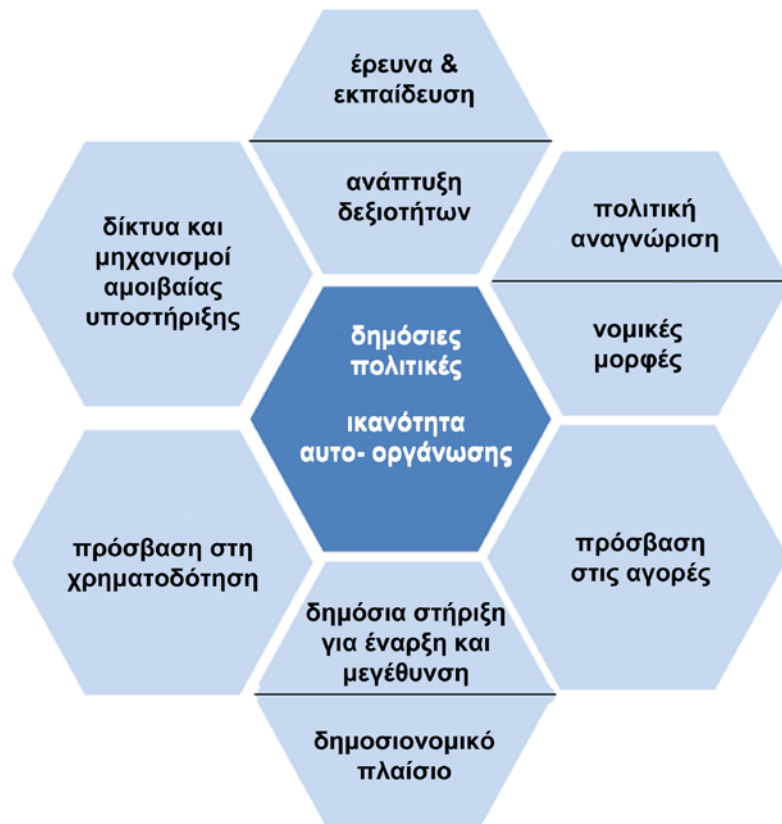 έρευνα &
εκπαίδευση
ανάπτυξη
δεξιοτήτων
δίκτυα και
μηχανισμοί
αμοιβαίας
υποστήριξης
πολιτική
αναγνώριση
νομικές
μορφές
δημόσιες
πολιτικές
ικανότητα
αυτο- οργάνωσης
πρόσβαση στη
χρηματοδότηση
πρόσβαση
στις αγορές
δημόσια στήριξη
για έναρξη και
μεγέθυνση
δημοσιονομικό
πλαίσιο